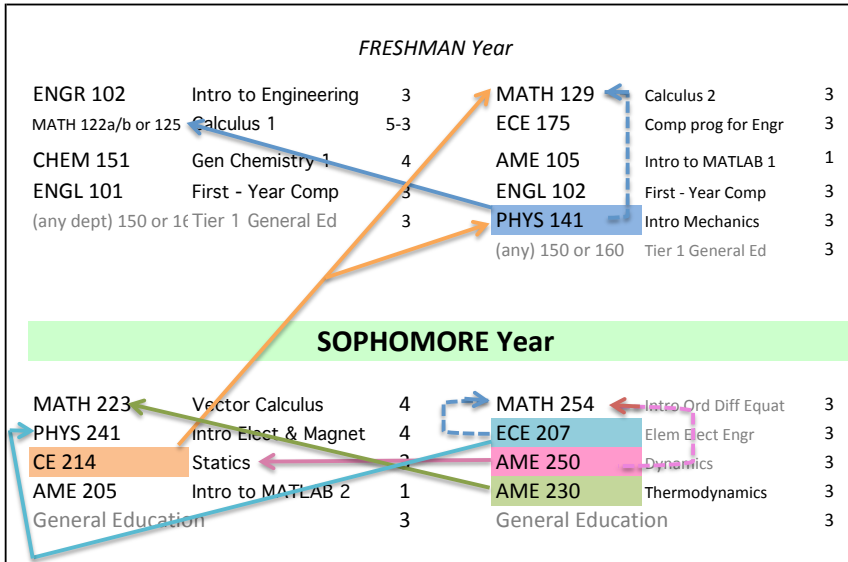 FRESHMAN Year
ENGR 102 Intro to Engineering 3 MATH 129 Calculus 2 3
MATH 122a/b or 125 Calculus 1 5-3 ECE 175 Comp prog for Engr 3
CHEM 151 Gen Chemistry 1 4 AME 105 Intro to MATLAB 1 1
ENGL 101 First - Year Comp 3 ENGL 102 First - Year Comp 3
(any dept) 150 or 16 Tier 1 General Ed 3 PHYS 141 Intro Mechanics 3
(any) 150 or 160 Tier 1 General Ed 3
SOPHOMORE Year
MATH 223 Vector Calculus 4 MATH 254 Intro Ord Diff Equat 3
PHYS 241 Intro Elect & Magnet 4 ECE 207 Elem Elect Engr 3
CE 214 Statics 3 AME 250 Dynamics 3
AME 205 Intro to MATLAB 2 1 AME 230 Thermodynamics 3
General Education 3 General Education 3